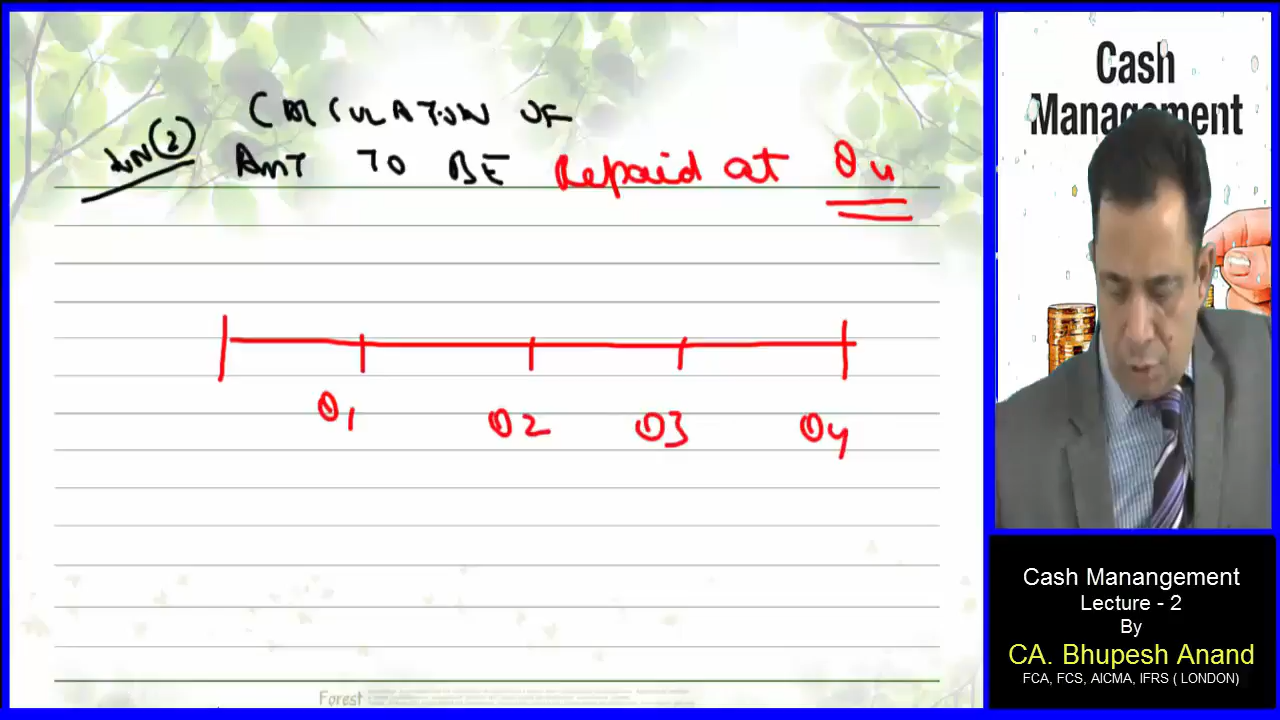 CALCULATION OF
WN(2) AMT TO BE Repaid at Q4
Q1 Q2 Q3 Q4
Forest
Cash
Management
Cash Manangement
Lecture - 2
By
CA. Bhupesh Anand
FCA, FCS, AICMA, IFRS ( LONDON)